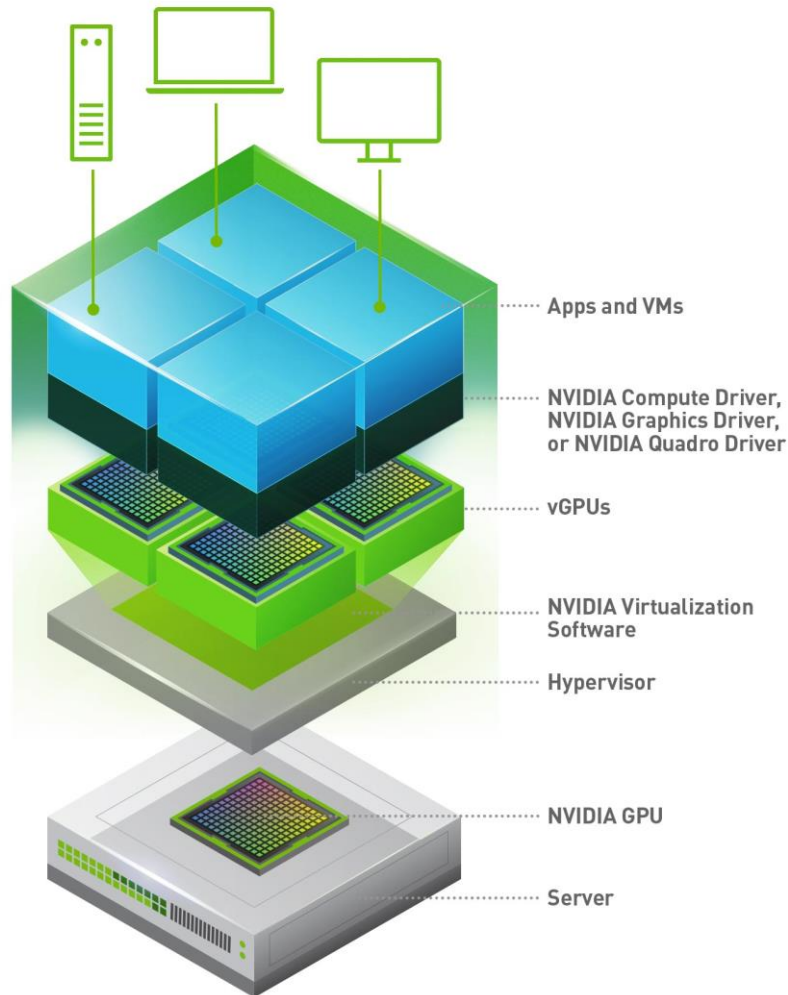 Apps and VMs
NVIDIA Compute Driver,
NVIDIA Graphics Driver,
or NVIDIA Quadro Driver
vGPUs
NVIDIA Virtualization
Software
Hypervisor
NVIDIA GPU
Server